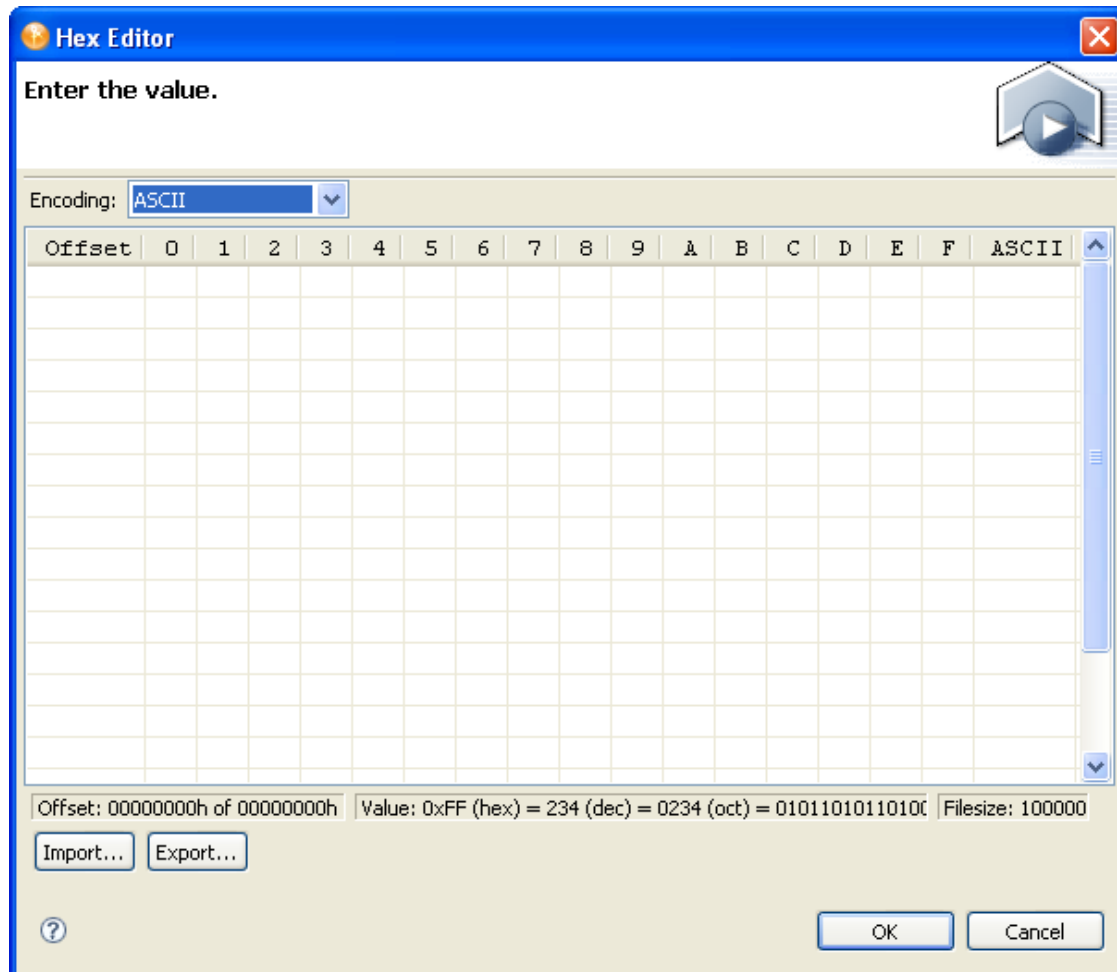 Hex Editor
Enter the value.
Encoding: ASCII
Offset 0 1 2 3 4 5 6 7 8 9 A B C D E F ASCII
Offset: 00000000h of 00000000h Value: 0xFF (hex) = 234 (dec) = 0234 (oct) = 01011010110100 Filesize: 100000
Import... Export...
? OK Cancel